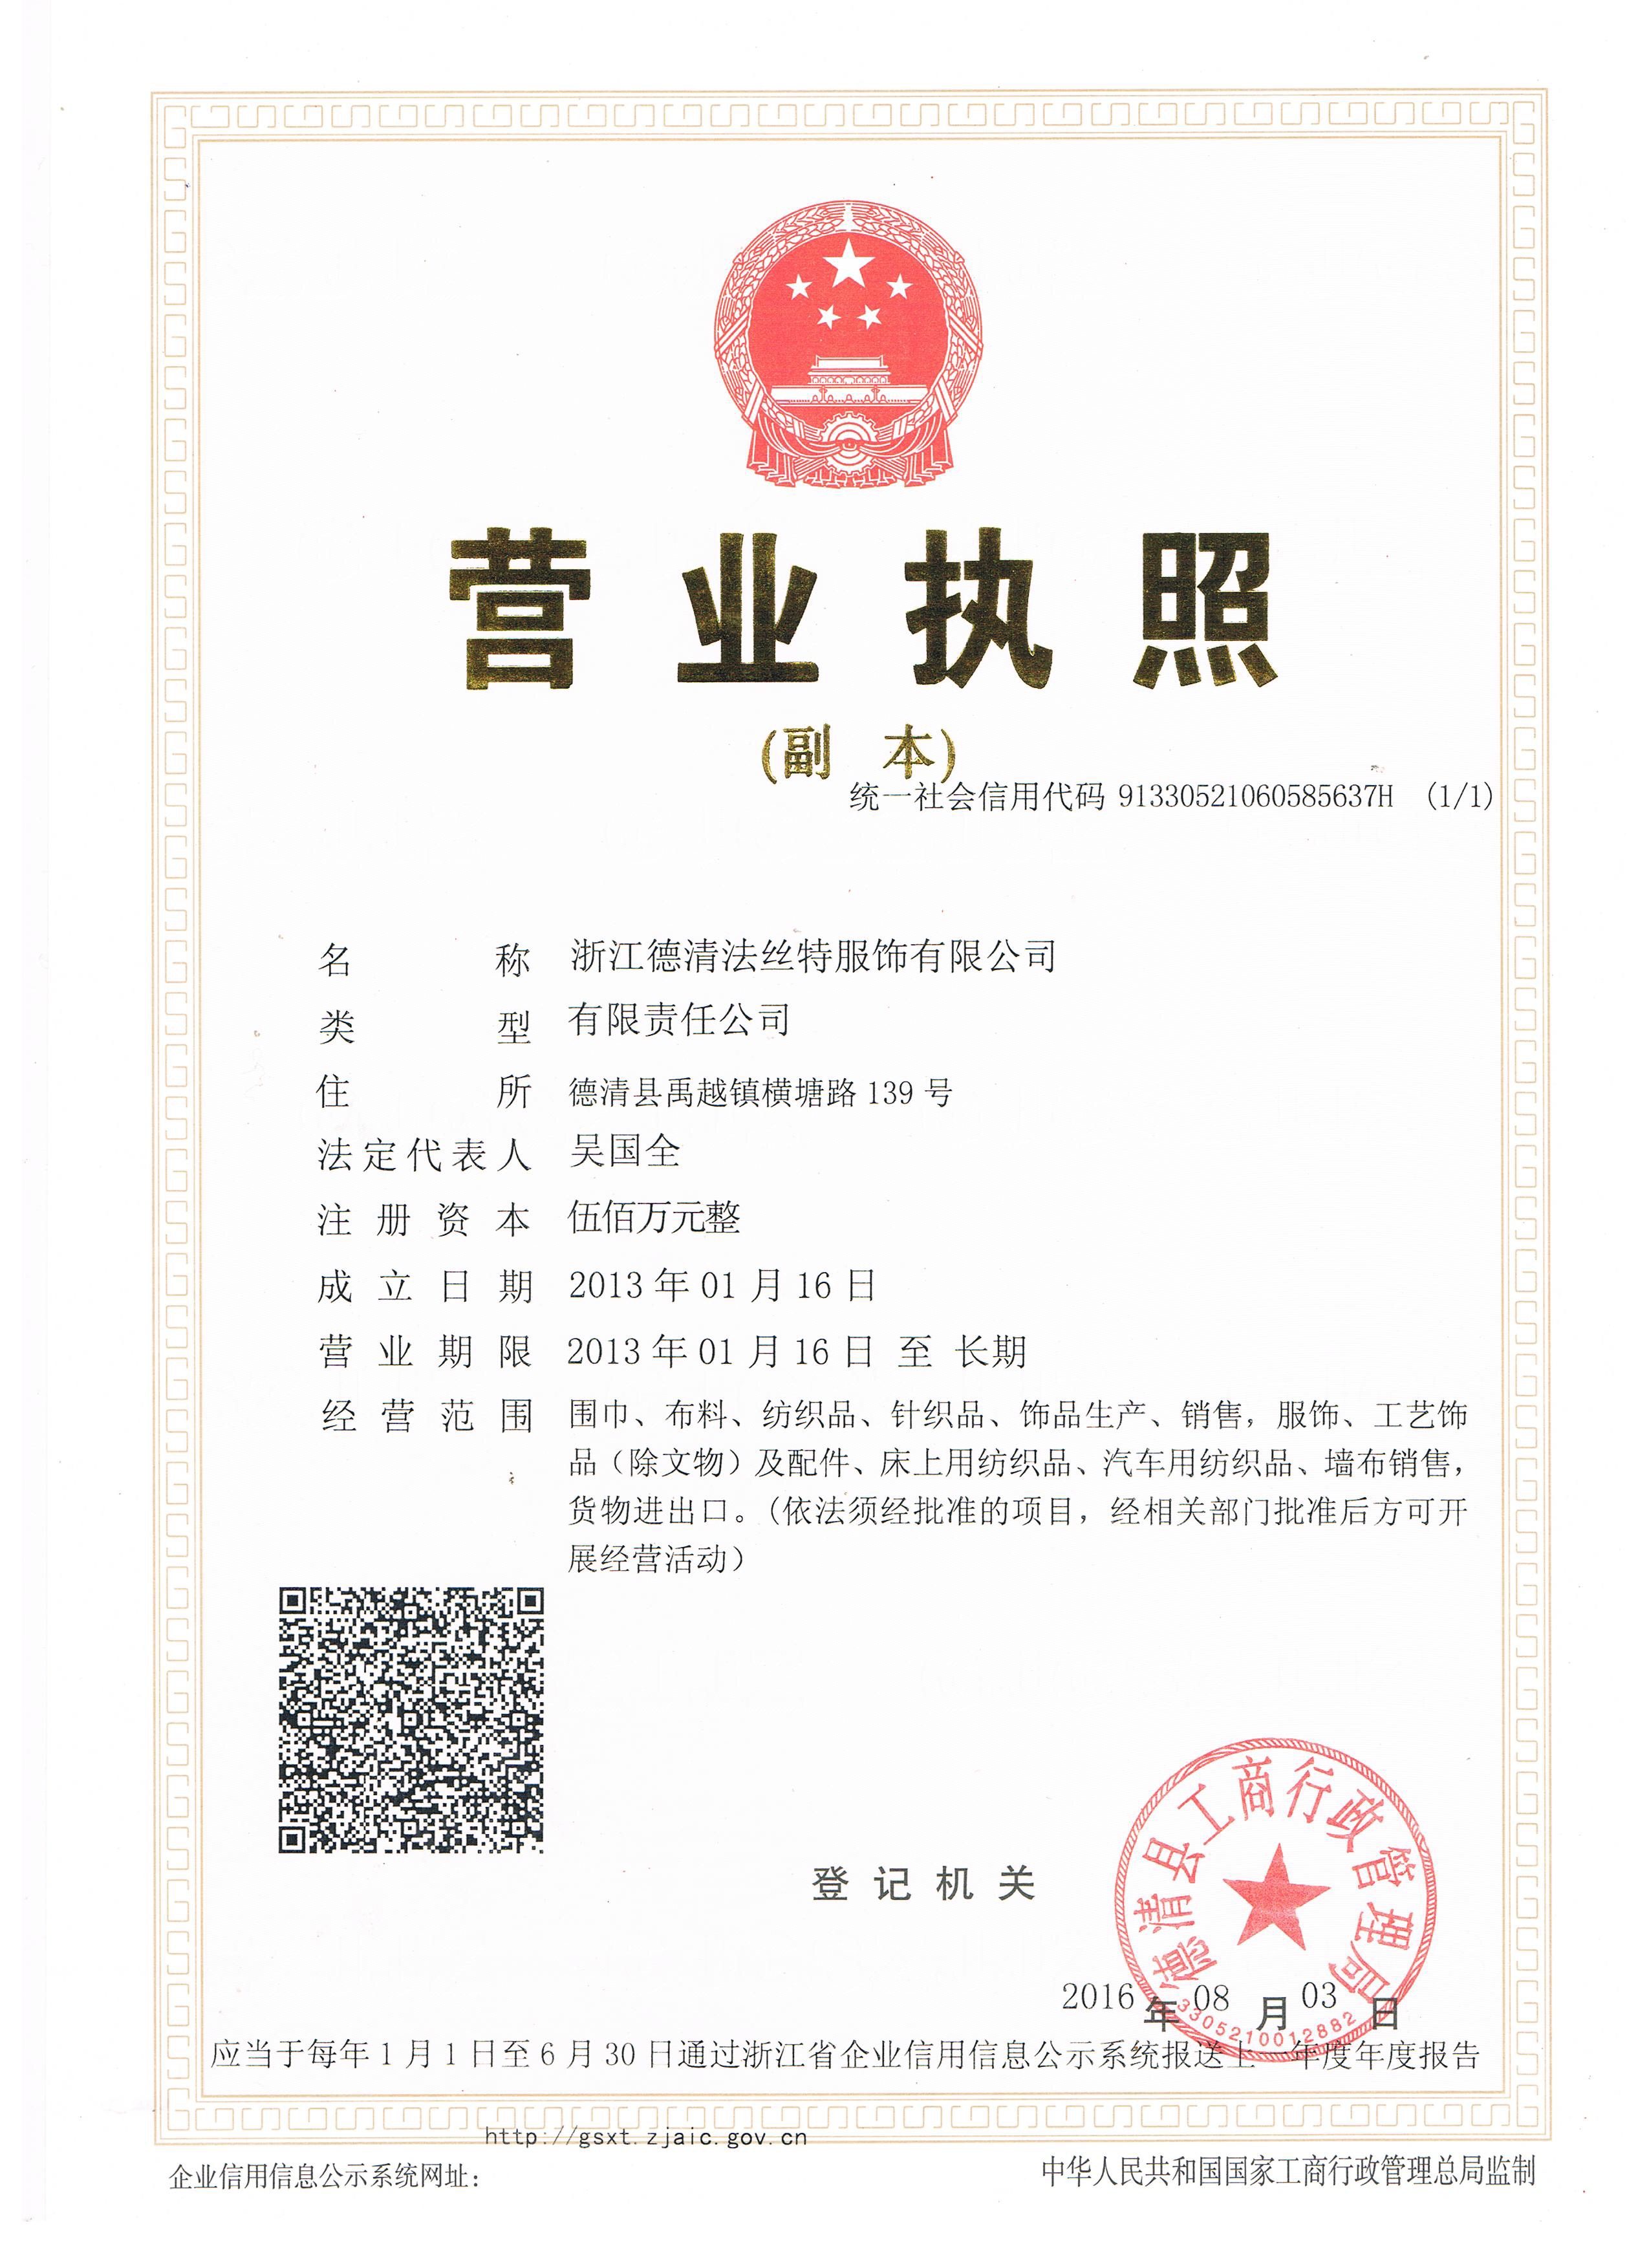 营业执照
(副 本)
统一社会信用代码 91330521060585637H (1/1)
名 称 浙江德清法丝特服饰有限公司
类 型 有限责任公司
住 所 德清县禹越镇横塘路 139 号
法定代表人 吴国全
注册资本 伍佰万元整
成立日期 2013 年 01 月 16 日
营业期限 2013 年 01 月 16 日 至 长期
经营范围 围巾、布料、纺织品、针织品、饰品生产、销售，服饰、工艺饰
品（除文物）及配件、床上用纺织品、汽车用纺织品、墙布销售，
货物进出口。（依法须经批准的项目，经相关部门批准后方可开
展经营活动）
登记机关
德清县工商行政管理局
3305210012882
2016 年 08 月 03 日
应当于每年 1 月 1 日至 6 月 30 日通过浙江省企业信用信息公示系统报送上一年度年度报告
http://gsxt.zjaic.gov.cn
企业信用信息公示系统网址：
中华人民共和国国家工商行政管理总局监制